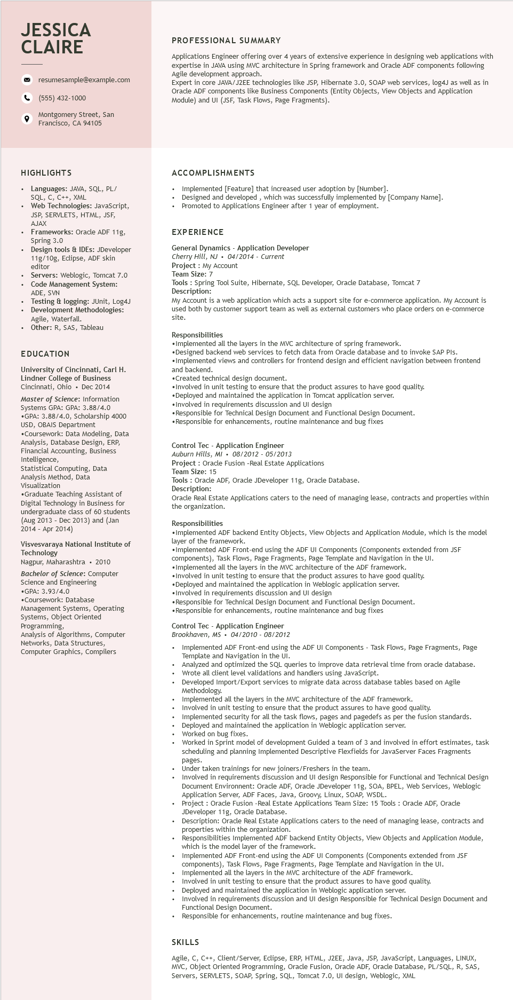 JESSICA
CLAIRE
resumesample@example.com
(555) 432-1000
Montgomery Street, San
Francisco, CA 94105
PROFESSIONAL SUMMARY
Applications Engineer offering over 4 years of extensive experience in designing web applications with
expertise in JAVA using MVC architecture in Spring framework and Oracle ADF components following
Agile development approach.
Expert in core JAVA/J2EE technologies like JSP, Hibernate 3.0, SOAP web services, log4J as well as in
Oracle ADF components like Business Components (Entity Objects, View Objects and Application
Module) and UI (JSF, Task Flows, Page Fragments).
HIGHLIGHTS
• Languages: JAVA, SQL, PL/
SQL, C, C++, XML
• Web Technologies: JavaScript,
JSP, SERVLETS, HTML, JSF,
AJAX
• Frameworks: Oracle ADF 11g,
Spring 3.0
• Design tools & IDEs: JDeveloper
11g/10g, Eclipse, ADF skin
editor
• Servers: Weblogic, Tomcat 7.0
• Code Management System:
ADE, SVN
• Testing & logging: JUnit, Log4J
• Development Methodologies:
Agile, Waterfall.
• Other: R, SAS, Tableau
EDUCATION
University of Cincinnati, Carl H.
Lindner College of Business
Cincinnati, Ohio • Dec 2014
Master of Science: Information
Systems GPA: GPA: 3.88/4.0
•GPA: 3.88/4.0, Scholarship 4000
USD, OBAIS Department
•Coursework: Data Modeling, Data
Analysis, Database Design, ERP,
Financial Accounting, Business
Intelligence,
Statistical Computing, Data
Analysis Method, Data
Visualization
•Graduate Teaching Assistant of
Digital Technology in Business for
undergraduate class of 60 students
(Aug 2013 – Dec 2013) and (Jan
2014 – Apr 2014)
Visvesvaraya National Institute of
Technology
Nagpur, Maharashtra • 2010
Bachelor of Science: Computer
Science and Engineering
•GPA: 3.93/4.0
•Coursework: Database
Management Systems, Operating
Systems, Object Oriented
Programming,
Analysis of Algorithms, Computer
Networks, Data Structures,
Computer Graphics, Compilers
ACCOMPLISHMENTS
• Implemented [Feature] that increased user adoption by [Number].
• Designed and developed , which was successfully implemented by [Company Name].
• Promoted to Applications Engineer after 1 year of employment.
EXPERIENCE
General Dynamics - Application Developer
Cherry Hill, NJ • 04/2014 - Current
Project : My Account
Team Size: 7
Tools : Spring Tool Suite, Hibernate, SQL Developer, Oracle Database, Tomcat 7
Description:
My Account is a web application which acts a support site for e-commerce application. My Account is
used both by customer support team as well as external customers who place orders on e-commerce
site.
Responsibilities
•Implemented all the layers in the MVC architecture of spring framework.
•Designed backend web services to fetch data from Oracle database and to invoke SAP PIs.
•Implemented views and controllers for frontend design and efficient navigation between frontend
and backend.
•Created technical design document.
•Involved in unit testing to ensure that the product assures to have good quality.
•Deployed and maintained the application in Tomcat application server.
•Involved in requirements discussion and UI design
•Responsible for Technical Design Document and Functional Design Document.
•Responsible for enhancements, routine maintenance and bug fixes
Control Tec - Application Engineer
Auburn Hills, MI • 08/2012 - 05/2013
Project : Oracle Fusion –Real Estate Applications
Team Size: 15
Tools : Oracle ADF, Oracle JDeveloper 11g, Oracle Database.
Description:
Oracle Real Estate Applications caters to the need of managing lease, contracts and properties within
the organization.
Responsibilities
•Implemented ADF backend Entity Objects, View Objects and Application Module, which is the model
layer of the framework.
•Implemented ADF Front-end using the ADF UI Components (Components extended from JSF
components), Task Flows, Page Fragments, Page Template and Navigation in the UI.
•Implemented all the layers in the MVC architecture of the ADF framework.
•Involved in unit testing to ensure that the product assures to have good quality.
•Deployed and maintained the application in Weblogic application server.
•Involved in requirements discussion and UI design
•Responsible for Technical Design Document and Functional Design Document.
•Responsible for enhancements, routine maintenance and bug fixes
Control Tec - Application Engineer
Brookhaven, MS • 04/2010 - 08/2012
• Implemented ADF Front-end using the ADF UI Components - Task Flows, Page Fragments, Page
Template and Navigation in the UI.
• Analyzed and optimized the SQL queries to improve data retrieval time from oracle database.
• Wrote all client level validations and handlers using JavaScript.
• Developed Import/Export services to migrate data across database tables based on Agile
Methodology.
• Implemented all the layers in the MVC architecture of the ADF framework.
• Involved in unit testing to ensure that the product assures to have good quality.
• Implemented security for all the task flows, pages and pagedefs as per the fusion standards.
• Deployed and maintained the application in Weblogic application server.
• Worked on bug fixes.
• Worked in Sprint model of development Guided a team of 3 and involved in effort estimates, task
scheduling and planning Implemented Descriptive Flexfields for JavaServer Faces Fragments
pages.
• Under taken trainings for new joiners/Freshers in the team.
• Involved in requirements discussion and UI design Responsible for Functional and Technical Design
Document Environnent: Oracle ADF, Oracle JDeveloper 11g, SOA, BPEL, Web Services, Weblogic
Application Server, ADF Faces, Java, Groovy, Linux, SOAP, WSDL.
• Project : Oracle Fusion -Real Estate Applications Team Size: 15 Tools : Oracle ADF, Oracle
JDeveloper 11g, Oracle Database.
• Description: Oracle Real Estate Applications caters to the need of managing lease, contracts and
properties within the organization.
• Responsibilities Implemented ADF backend Entity Objects, View Objects and Application Module,
which is the model layer of the framework.
• Implemented ADF Front-end using the ADF UI Components (Components extended from JSF
components), Task Flows, Page Fragments, Page Template and Navigation in the UI.
• Implemented all the layers in the MVC architecture of the ADF framework.
• Involved in unit testing to ensure that the product assures to have good quality.
• Deployed and maintained the application in Weblogic application server.
• Involved in requirements discussion and UI design Responsible for Technical Design Document and
Functional Design Document.
• Responsible for enhancements, routine maintenance and bug fixes.
SKILLS
Agile, C, C++, Client/Server, Eclipse, ERP, HTML, J2EE, Java, JSP, JavaScript, Languages, LINUX,
MVC, Object Oriented Programming, Oracle Fusion, Oracle ADF, Oracle Database, PL/SQL, R, SAS,
Servers, SERVLETS, SOAP, Spring, SQL, Tomcat 7.0, UI design, Weblogic, XML